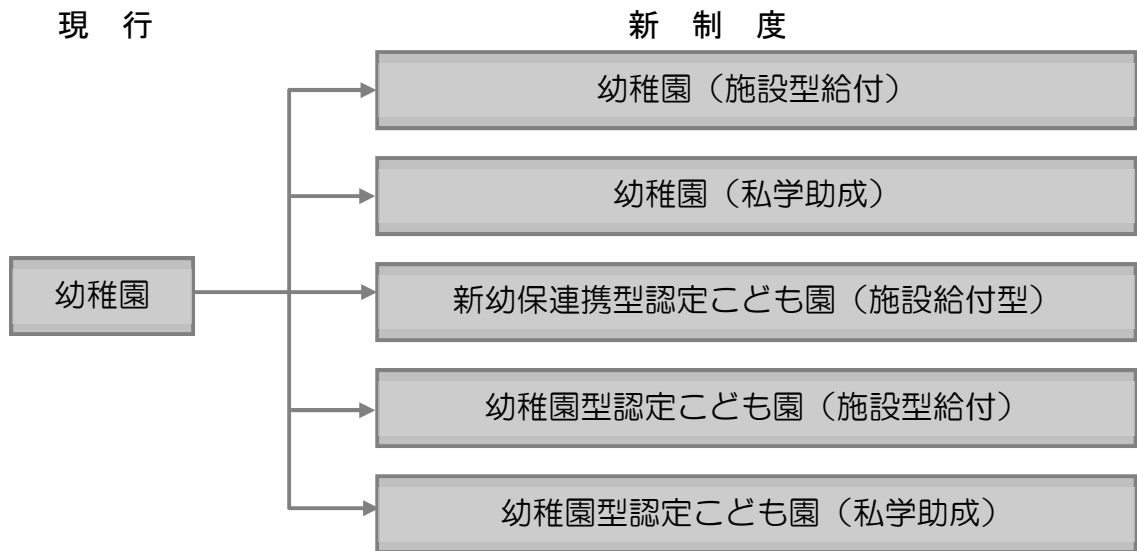 現　行
新　制　度
幼稚園（施設型給付）
幼稚園（私学助成）
幼稚園
新幼保連携型認定こども園（施設給付型）
幼稚園型認定こども園（施設型給付）
幼稚園型認定こども園（私学助成）